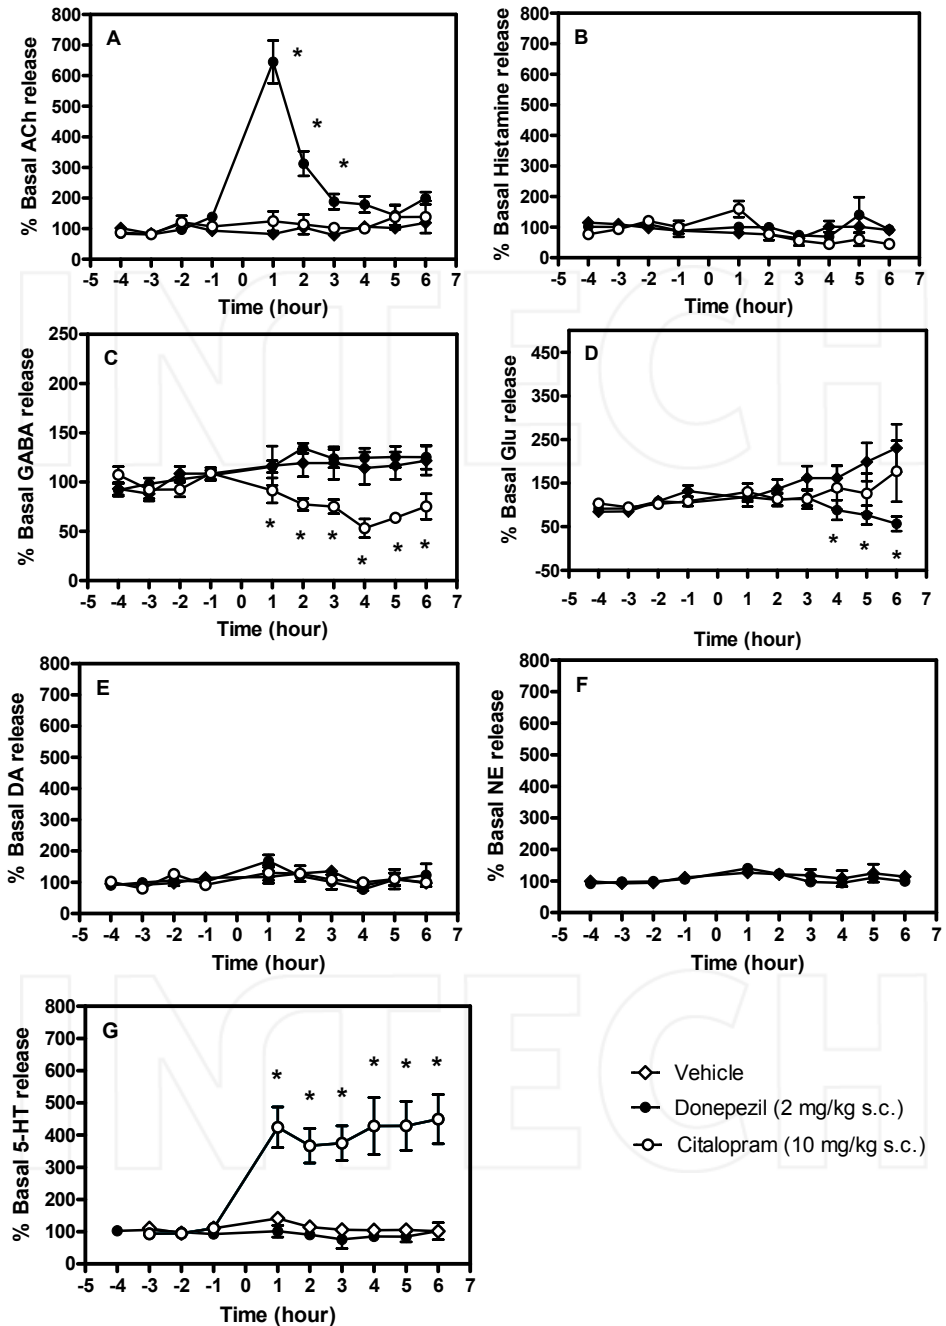 A
% Basal ACh release
800
700
600
500
400
300
200
100
0
* * *
-5 -4 -3 -2 -1 0 1 2 3 4 5 6 7
Time (hour)
B
% Basal Histamine release
800
700
600
500
400
300
200
100
0
-5 -4 -3 -2 -1 0 1 2 3 4 5 6 7
Time (hour)
C
% Basal GABA release
250
200
150
100
50
0
* * * * * *
-5 -4 -3 -2 -1 0 1 2 3 4 5 6 7
Time (hour)
D
% Basal Glu release
450
350
250
150
50
-50
* * *
-5 -4 -3 -2 -1 0 1 2 3 4 5 6 7
Time (hour)
E
% Basal DA release
800
700
600
500
400
300
200
100
0
-5 -4 -3 -2 -1 0 1 2 3 4 5 6 7
Time (hour)
F
% Basal NE release
800
700
600
500
400
300
200
100
0
-5 -4 -3 -2 -1 0 1 2 3 4 5 6 7
Time (hour)
G
% Basal 5-HT release
800
700
600
500
400
300
200
100
0
* * * * * *
-5 -4 -3 -2 -1 0 1 2 3 4 5 6 7
Time (hour)
Vehicle
Donepezil (2 mg/kg s.c.)
Citalopram (10 mg/kg s.c.)
INTECH
INTECH